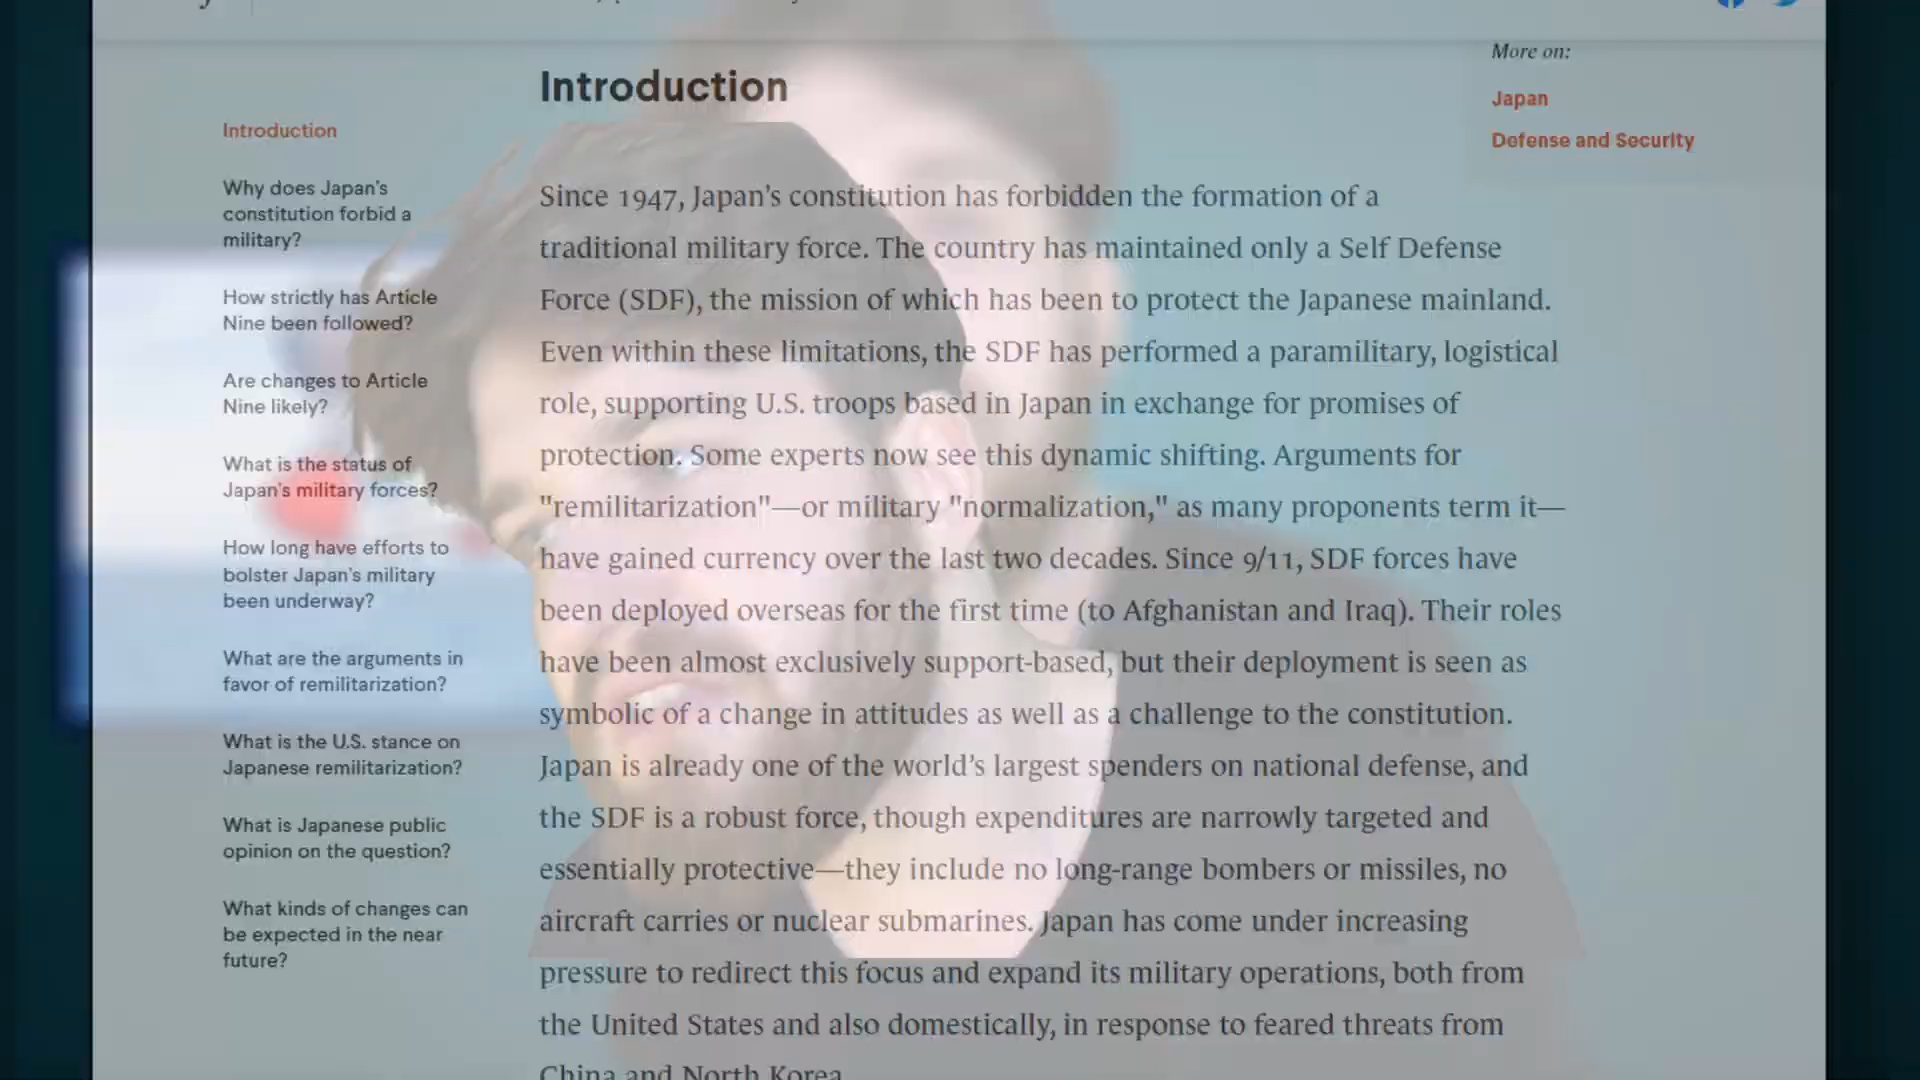 More on:
Japan
Defense and Security
Introduction
Why does Japan's
constitution forbid a
military?
How strictly has Article
Nine been followed?
Are changes to Article
Nine likely?
What is the status of
Japan's military forces?
How long have efforts to
bolster Japan's military
been underway?
What are the arguments in
favor of remilitarization?
What is the U.S. stance on
Japanese remilitarization?
What is Japanese public
opinion on the question?
What kinds of changes can
be expected in the near
future?
Introduction
Since 1947, Japan's constitution has forbidden the formation of a
traditional military force. The country has maintained only a Self Defense
Force (SDF), the mission of which has been to protect the Japanese mainland.
Even within these limitations, the SDF has performed a paramilitary, logistical
role, supporting U.S. troops based in Japan in exchange for promises of
protection. Some experts now see this dynamic shifting. Arguments for
"remilitarization"—or military "normalization," as many proponents term it—
have gained currency over the last two decades. Since 9/11, SDF forces have
been deployed overseas for the first time (to Afghanistan and Iraq). Their roles
have been almost exclusively support-based, but their deployment is seen as
symbolic of a change in attitudes as well as a challenge to the constitution.
Japan is already one of the world's largest spenders on national defense, and
the SDF is a robust force, though expenditures are narrowly targeted and
essentially protective—they include no long-range bombers or missiles, no
aircraft carries or nuclear submarines. Japan has come under increasing
pressure to redirect this focus and expand its military operations, both from
the United States and also domestically, in response to feared threats from
China and North Korea